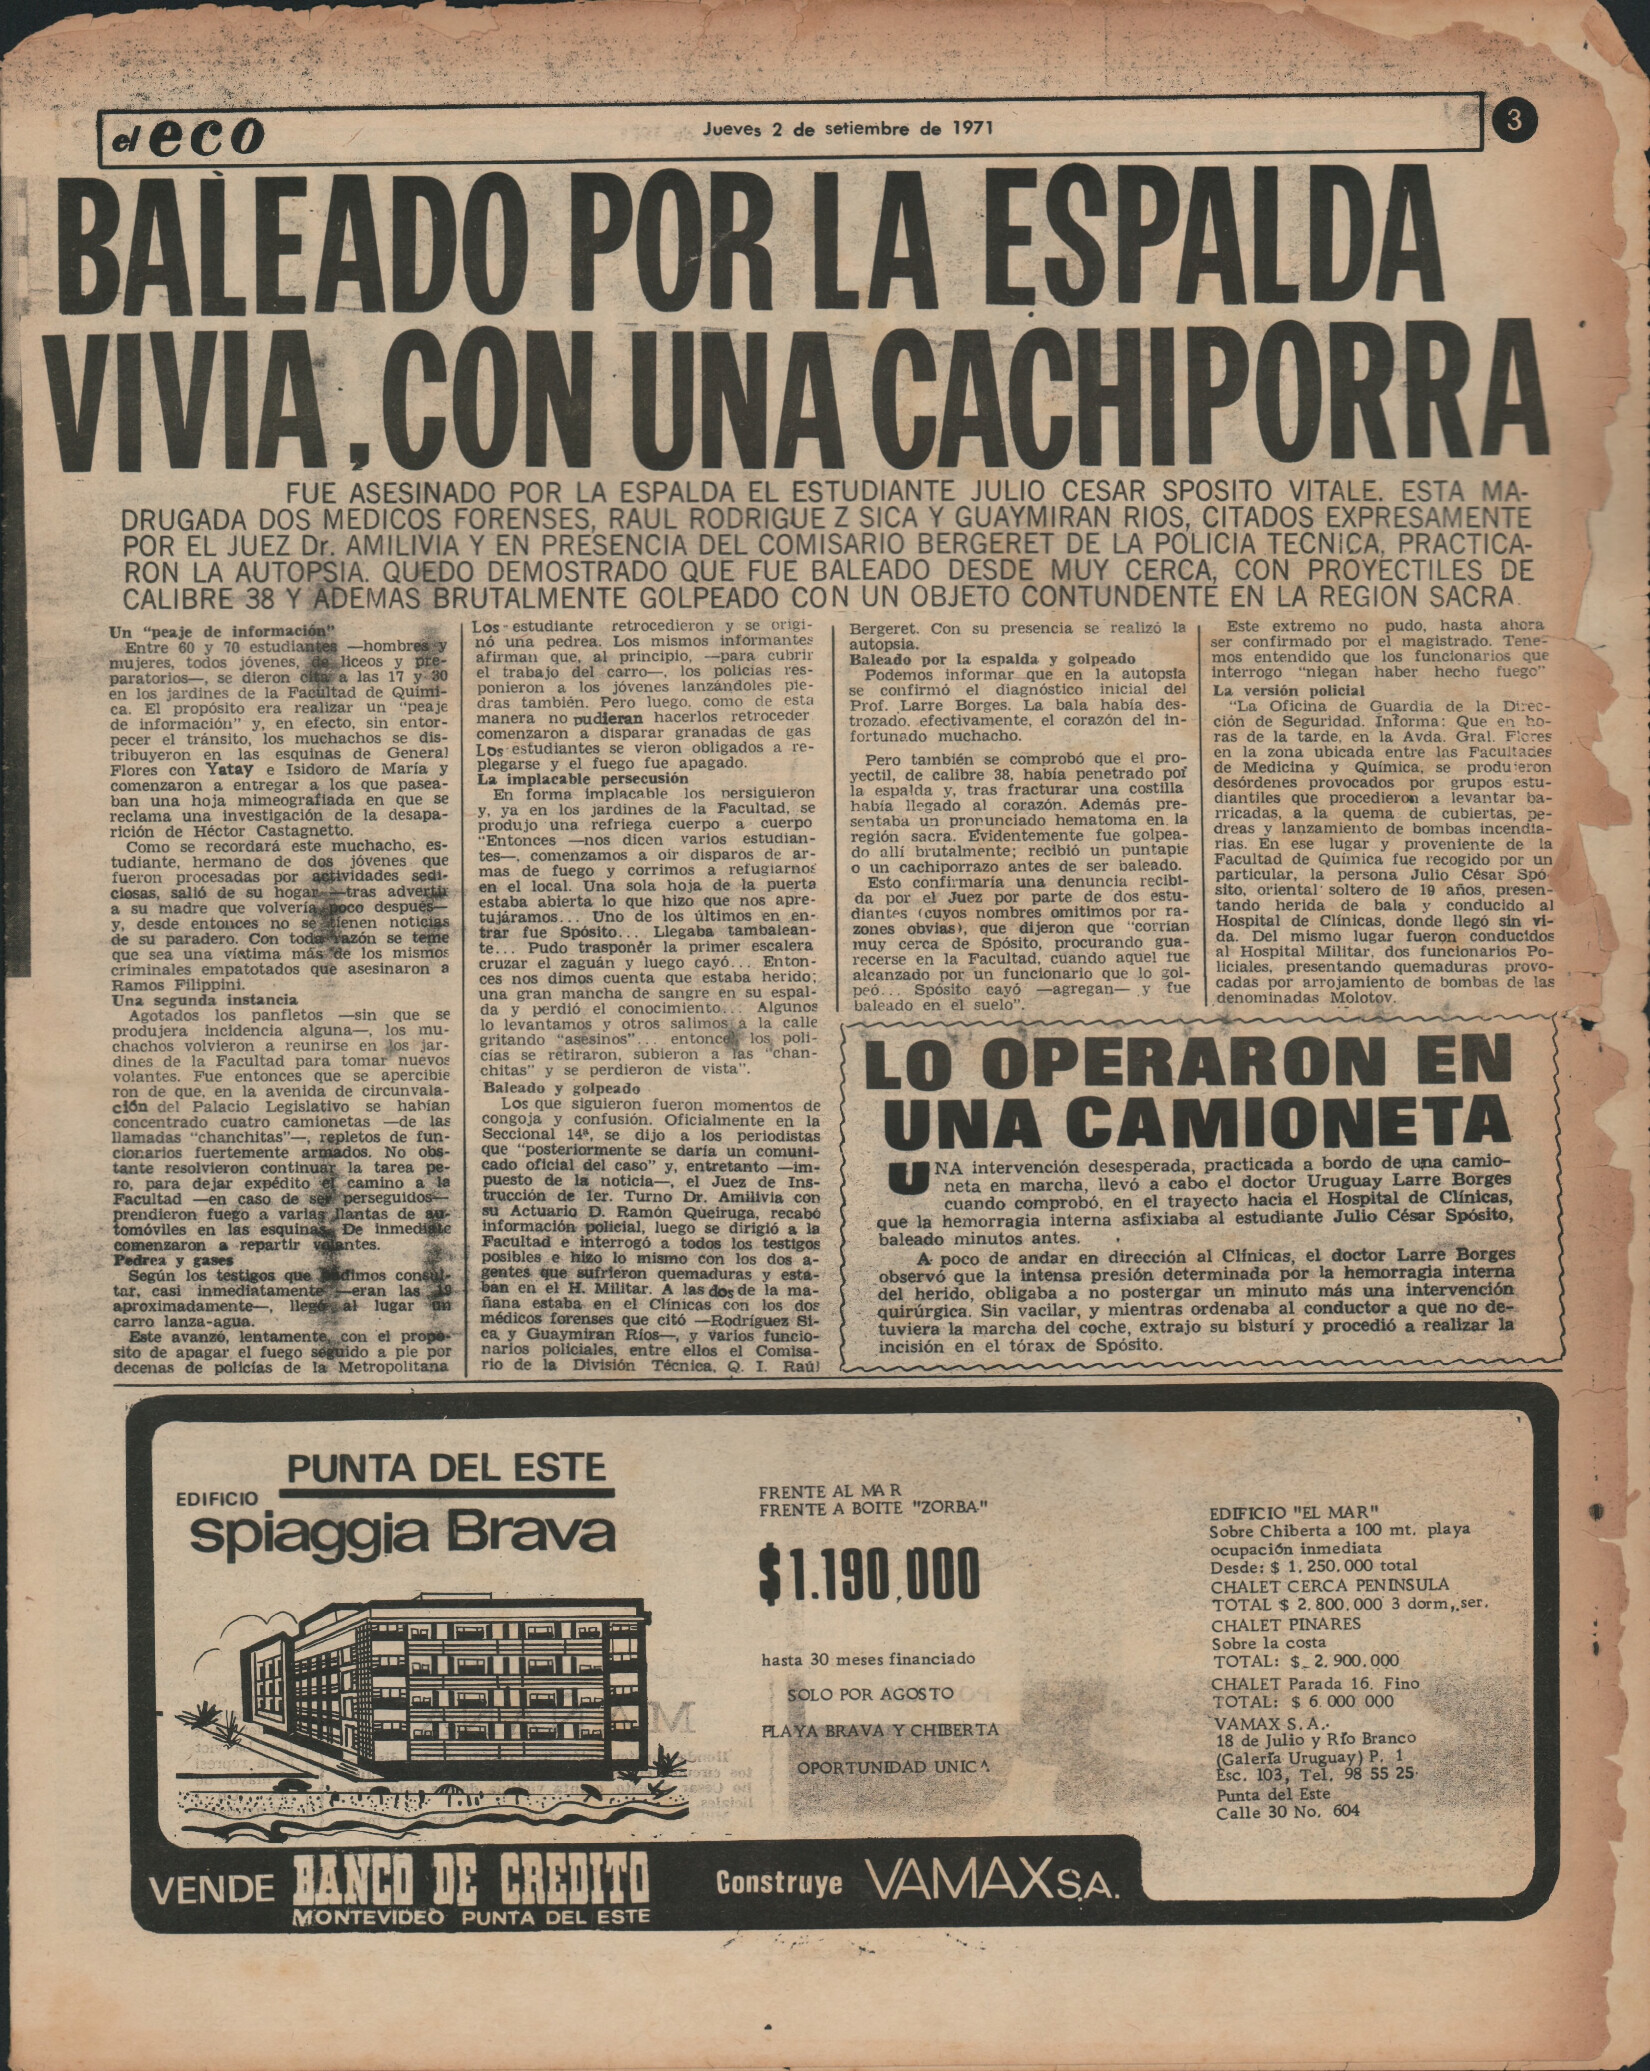 el eco
Jueves 2 de setiembre de 1971
3
BALEADO POR LA ESPALDA
VIVIA, CON UNA CACHIPORRA
FUE ASESINADO POR LA ESPALDA EL ESTUDIANTE JULIO CESAR SPOSITO VITALE. ESTA MA-
DRUGADA DOS MEDICOS FORENSES, RAUL RODRIGUEZ SICA Y GUAYMIRAN RIOS, CITADOS EXPRESAMENTE
POR EL JUEZ Dr. AMILIVIA Y EN PRESENCIA DEL COMISARIO BERGERET DE LA POLICIA TECNICA, PRACTICA-
RON LA AUTOPSIA. QUEDO DEMOSTRADO QUE FUE BALEADO DESDE MUY CERCA, CON PROYECTILES DE
CALIBRE 38 Y ADEMAS BRUTALMENTE GOLPEADO CON UN OBJETO CONTUNDENTE EN LA REGION SACRA.
Un "peaje de información"
Entre 60 y 70 estudiantes —hombres y
mujeres, todos jóvenes, de liceos y pre-
paratorios—, se dieron cita a las 17 y 30
en los jardines de la Facultad de Quími-
ca. El propósito era realizar un "peaje
de información" y, en efecto, sin entor-
pecer el tránsito, los muchachos se dis-
tribuyeron en las esquinas de General
Flores con Yatay e Isidoro de María y
comenzaron a entregar a los que pasea-
ban una hoja mimeografiada en que se
reclama una investigación de la desapa-
rición de Héctor Castagnetto.
Como se recordará este muchacho, es-
tudiante, hermano de dos jóvenes que
fueron procesadas por actividades sedi-
ciosas, salió de su hogar —tras advertir
a su madre que volvería poco después—
y, desde entonces no se tienen noticias
de su paradero. Con toda razón se teme
que sea una víctima más de los mismos
criminales empatotados que asesinaron a
Ramos Filippini.
Una segunda instancia
Agotados los panfletos —sin que se
produjera incidencia alguna—, los mu-
chachos volvieron a reunirse en los jar-
dines de la Facultad para tomar nuevos
volantes. Fue entonces que se apercibie
ron de que, en la avenida de circunvala-
ción del Palacio Legislativo se habían
concentrado cuatro camionetas —de las
llamadas "chanchitas"—, repletos de fun-
cionarios fuertemente armados. No obs-
tante resolvieron continuar la tarea pe-
ro, para dejar expédito el camino a la
Facultad —en caso de ser perseguidos—
prendieron fuego a varias llantas de au-
tomóviles en las esquinas. De inmediate
comenzaron a repartir volantes.
Pedrea y gases
Según los testigos que pudimos consul-
tar, casi inmediatamente —eran las 19
aproximadamente—, llegó al lugar un
carro lanza-agua.
Este avanzó, lentamente, con el propó-
sito de apagar el fuego seguido a pie por
decenas de policías de la Metropolitana
Los estudiante retrocedieron y se origi-
nó una pedrea. Los mismos informantes
afirman que, al principio, —para cubrir
el trabajo del carro—, los policías res-
ponieron a los jóvenes lanzándoles pie-
dras también. Pero luego, como de esta
manera no pudieran hacerlos retroceder
comenzaron a disparar granadas de gas
Los estudiantes se vieron obligados a re-
plegarse y el fuego fue apagado.
La implacable persecusión
En forma implacable los persiguieron
y, ya en los jardines de la Facultad, se
produjo una refriega cuerpo a cuerpo
"Entonces —nos dicen varios estudian-
tes—, comenzamos a oir disparos de ar-
mas de fuego y corrimos a refugiarnos
en el local. Una sola hoja de la puerta
estaba abierta lo que hizo que nos apre-
tujáramos... Uno de los últimos en en-
trar fue Spósito... Llegaba tambalean-
te... Pudo trasponer la primer escalera
cruzar el zaguán y luego cayó... Enton-
ces nos dimos cuenta que estaba herido;
una gran mancha de sangre en su espal-
da y perdió el conocimiento... Algunos
lo levantamos y otros salimos a la calle
gritando "asesinos"... entonces los poli-
cías se retiraron, subieron a las "chan-
chitas" y se perdieron de vista".
Baleado y golpeado
Los que siguieron fueron momentos de
congoja y confusión. Oficialmente en la
Seccional 14ª, se dijo a los periodistas
que "posteriormente se daría un comuni-
cado oficial del caso" y, entretanto —im-
puesto de la noticia—, el Juez de Ins-
trucción de 1er. Turno Dr. Amilivia con
su Actuario D. Ramón Queiruga, recabó
información policial, luego se dirigió a la
Facultad e interrogó a todos los testigos
posibles e hizo lo mismo con los dos a-
gentes que sufrieron quemaduras y esta-
ban en el H. Militar. A las dos de la ma-
ñana estaba en el Clínicas con los dos
médicos forenses que citó —Rodríguez Si-
ca y Guaymiran Ríos—, y varios funcio-
narios policiales, entre ellos el Comisa-
rio de la División Técnica, Q. I. Raúl
Bergeret. Con su presencia se realizó la
autopsia.
Baleado por la espalda y golpeado
Podemos informar que en la autopsia
se confirmó el diagnóstico inicial del
Prof. Larre Borges. La bala había des-
trozado, efectivamente, el corazón del in-
fortunado muchacho.
Pero también se comprobó que el pro-
yectil, de calibre 38, había penetrado por
la espalda y, tras fracturar una costilla
había llegado al corazón. Además pre-
sentaba un pronunciado hematoma en la
región sacra. Evidentemente fue golpea-
do allí brutalmente; recibió un puntapie
o un cachiporrazo antes de ser baleado.
Esto confirmaría una denuncia recibi-
da por el Juez por parte de dos estu-
diantes (cuyos nombres omitimos por ra-
zones obvias), que dijeron que "corrían
muy cerca de Spósito, procurando gua-
recerse en la Facultad, cuando aquel fue
alcanzado por un funcionario que lo gol-
peó... Spósito cayó —agregan— y fue
baleado en el suelo".
Este extremo no pudo, hasta ahora
ser confirmado por el magistrado. Tene-
mos entendido que los funcionarios que
interrogo "niegan haber hecho fuego"
La versión policial
"La Oficina de Guardia de la Direc-
ción de Seguridad. Informa: Que en ho-
ras de la tarde, en la Avda. Gral. Flores
en la zona ubicada entre las Facultades
de Medicina y Química, se produjeron
desórdenes provocados por grupos estu-
diantiles que procedieron a levantar ba-
rricadas, a la quema de cubiertas, pe-
dreas y lanzamiento de bombas incendia-
rias. En ese lugar y proveniente de la
Facultad de Química fue recogido por un
particular, la persona Julio César Spó-
sito, oriental soltero de 19 años, presen-
tando herida de bala y conducido al
Hospital de Clínicas, donde llegó sin vi-
da. Del mismo lugar fueron conducidos
al Hospital Militar, dos funcionarios Po-
liciales, presentando quemaduras provo-
cadas por arrojamiento de bombas de las
denominadas Molotov.
LO OPERARON EN
UNA CAMIONETA
UNA intervención desesperada, practicada a bordo de una camio-
neta en marcha, llevó a cabo el doctor Uruguay Larre Borges
cuando comprobó, en el trayecto hacia el Hospital de Clínicas,
que la hemorragia interna asfixiaba al estudiante Julio César Spósito,
baleado minutos antes.
A poco de andar en dirección al Clínicas, el doctor Larre Borges
observó que la intensa presión determinada por la hemorragia interna
del herido, obligaba a no postergar un minuto más una intervención
quirúrgica. Sin vacilar, y mientras ordenaba al conductor a que no de-
tuviera la marcha del coche, extrajo su bisturí y procedió a realizar la
incisión en el tórax de Spósito.
PUNTA DEL ESTE
EDIFICIO
spiaggia Brava
FRENTE AL MAR
FRENTE A BOITE "ZORBA"
$1.190.000
hasta 30 meses financiado
SOLO POR AGOSTO
PLAYA BRAVA Y CHIBERTA
OPORTUNIDAD UNICA
EDIFICIO "EL MAR"
Sobre Chiberta a 100 mt. playa
ocupación inmediata
Desde: $ 1.250.000 total
CHALET CERCA PENINSULA
TOTAL $ 2.800.000 3 dorm,.ser.
CHALET PINARES
Sobre la costa
TOTAL: $ 2.900.000
CHALET Parada 16. Fino
TOTAL: $ 6 000 000
VAMAX S.A.
18 de Julio y Río Branco
(Galería Uruguay) P. 1
Esc. 103, Tel. 98 55 25
Punta del Este
Calle 30 No. 604
VENDE BANCO DE CREDITO
MONTEVIDEO PUNTA DEL ESTE
Construye VAMAX S.A.